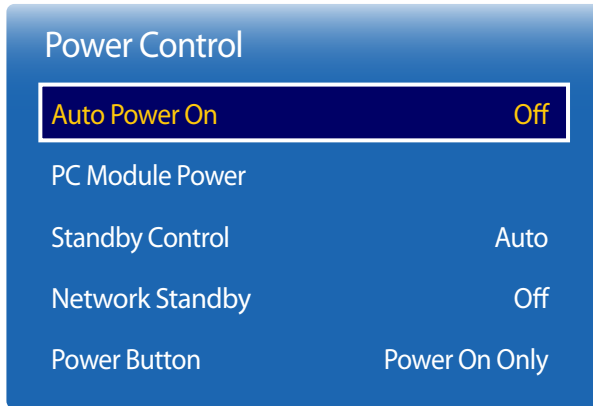 Power Control
Auto Power On Off
PC Module Power
Standby Control Auto
Network Standby Off
Power Button Power On Only